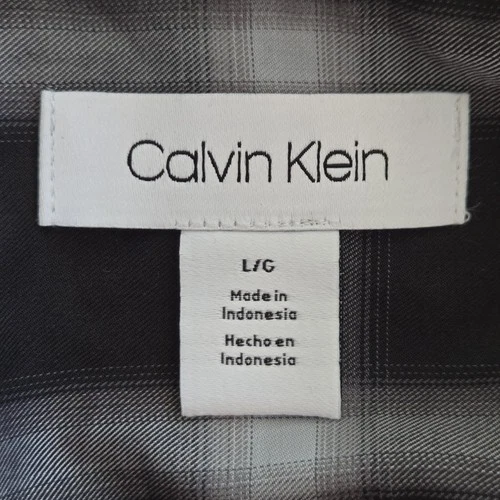 Calvin Klein
L/G
Made in
Indonesia
Hecho en
Indonesia